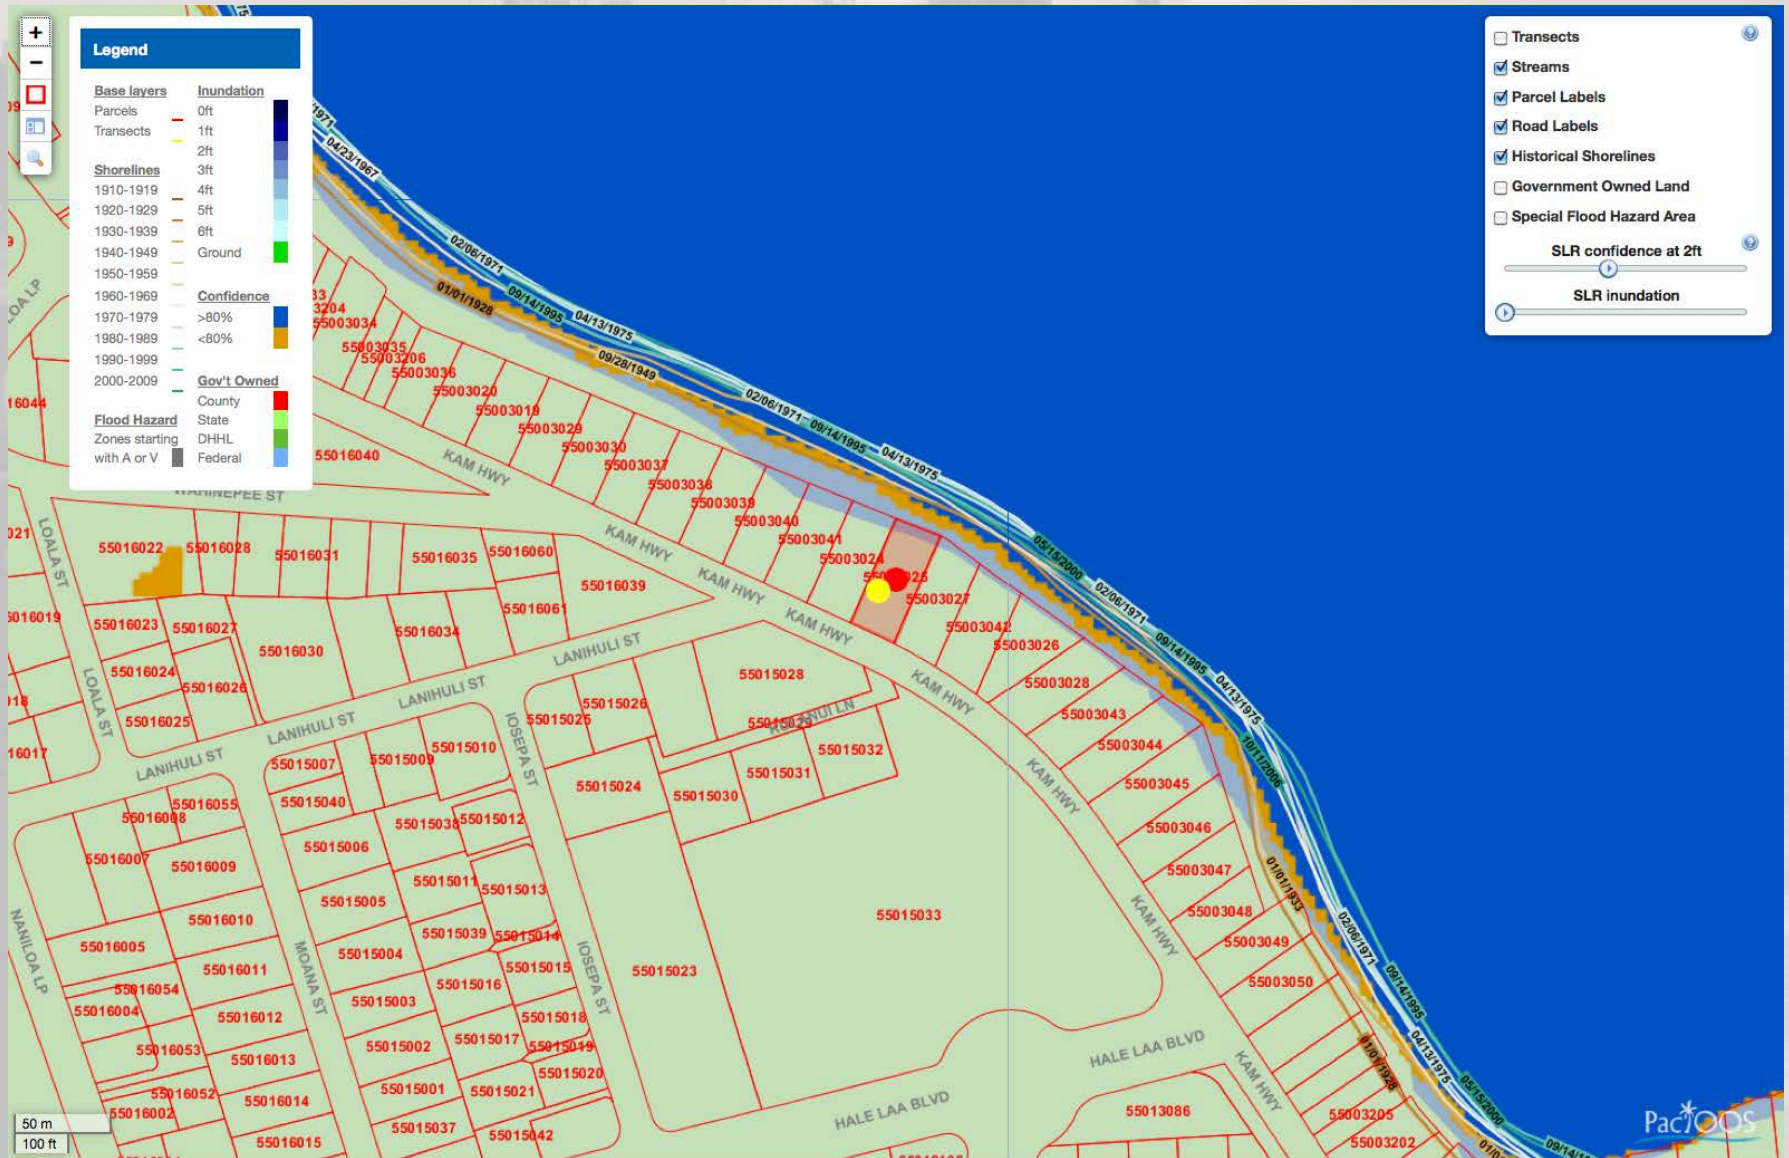 +
−
Legend
Base layers
Parcels
Transects
Shorelines
1910-1919
1920-1929
1930-1939
1940-1949
1950-1959
1960-1969
1970-1979
1980-1989
1990-1999
2000-2009
Flood Hazard
Zones starting
with A or V
Inundation
0ft
1ft
2ft
3ft
4ft
5ft
6ft
Ground
Confidence
>80%
<80%
Gov't Owned
County
State
DHHL
Federal
Transects
Streams
Parcel Labels
Road Labels
Historical Shorelines
Government Owned Land
Special Flood Hazard Area
SLR confidence at 2ft
SLR inundation
04/23/1967
02/06/1971
01/01/1928
09/14/1995
04/13/1975
09/28/1949
02/06/1971
09/14/1995
04/13/1975
05/15/2000
02/06/1971
09/14/1995
04/13/1975
10/11/2006
01/01/1933
02/06/1971
09/14/1995
04/13/1975
01/01/1928
05/15/2000
55003034
55003035
55003206
55003036
55003020
55003019
55003029
55003030
55003037
55003038
55003039
55003040
55003041
55003024
55003027
55003042
55003026
55003028
55003043
55003044
55003045
55003046
55003047
55003048
55003049
55003050
55003205
55003202
55016040
KAM HWY
KAM HWY
KAM HWY
KAM HWY
KAM HWY
KAM HWY
KAM HWY
KAM HWY
LOALA ST
LOALA ST
55016022
55016028
55016031
55016035
55016060
55016039
55016061
55016034
55016023
55016027
55016030
55016024
55016026
55016025
LANIHULI ST
LANIHULI ST
LANIHULI ST
LANIHULI ST
55015028
55015026
55015025
55015029
55015032
55015031
55015030
55015024
IOSEPA ST
IOSEPA ST
55015010
55015009
55015007
55015040
55015038
55015012
55015006
55015011
55015013
55015005
55015039
55015014
55015004
55015015
55015016
55015003
55015018
55015017
55015019
55015002
55015020
55015001
55015021
55015037
55015042
55016055
55016008
55016007
55016009
55016010
55016005
55016011
55016054
55016004
55016012
55016053
55016013
55016052
55016002
55016014
55016015
MOANA ST
NANILOA LP
55015033
55015023
HALE LAA BLVD
HALE LAA BLVD
55013086
50 m
100 ft
PacIOOS